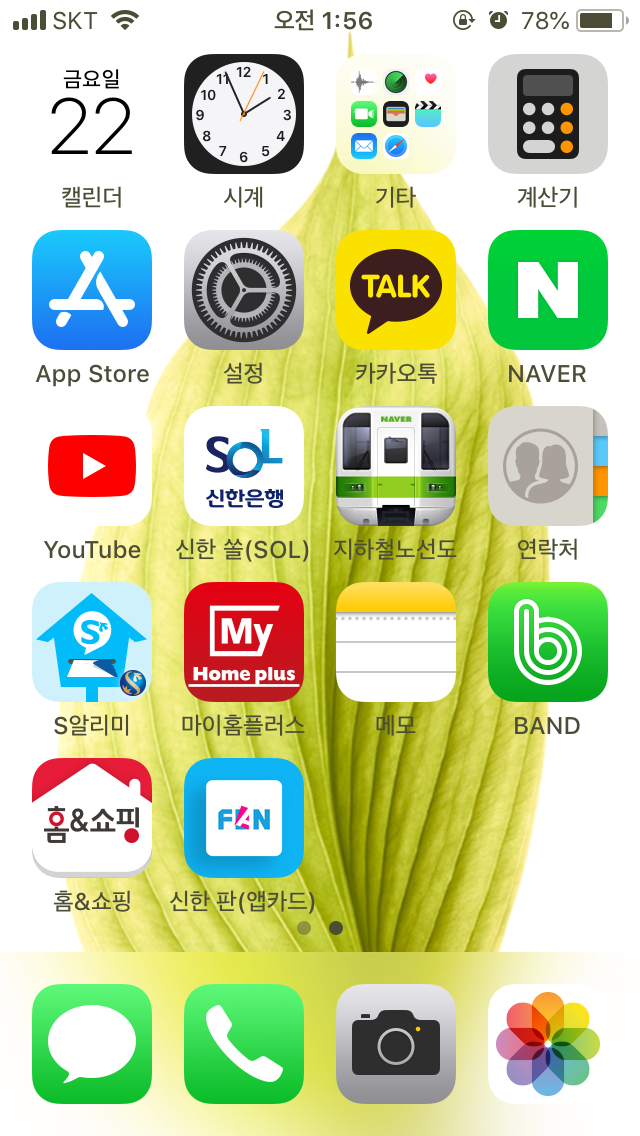 SKT 오전 1:56 78%
금요일
22
12 1 2 3 4 5 6 7 8 9 10 11
캘린더 시계 기타 계산기
TALK N
App Store 설정 카카오톡 NAVER
SOL
신한은행
NAVER
YouTube 신한 쏠(SOL) 지하철노선도 연락처
S
My
Home plus
b
S알리미 마이홈플러스 메모 BAND
홈&쇼핑
FAN
홈&쇼핑 신한 판(앱카드)